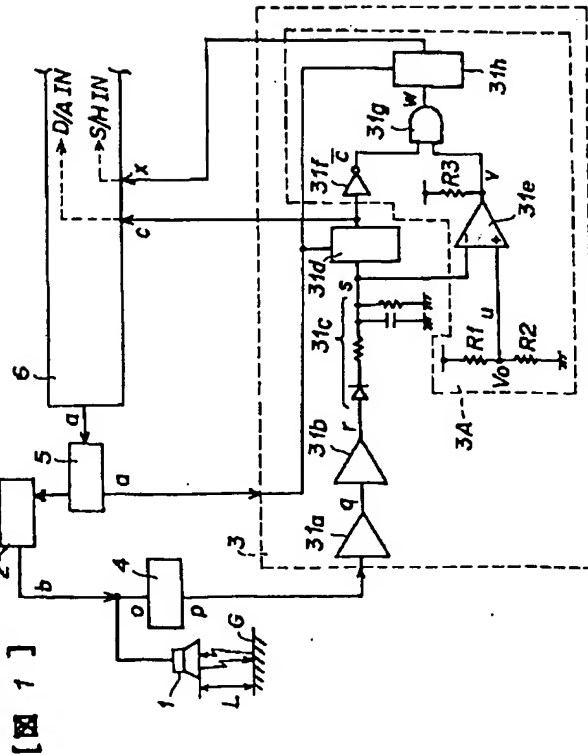 [図 1]
1
L
G
2
b
o
4
p
5
a
a
6
D/A IN
S/H IN
c
x
3
31a
q
31b
r
31c
s
31d
31f
c̄
31g
w
31h
3A
R1
Vo
R2
u
-
+
31e
v
R3